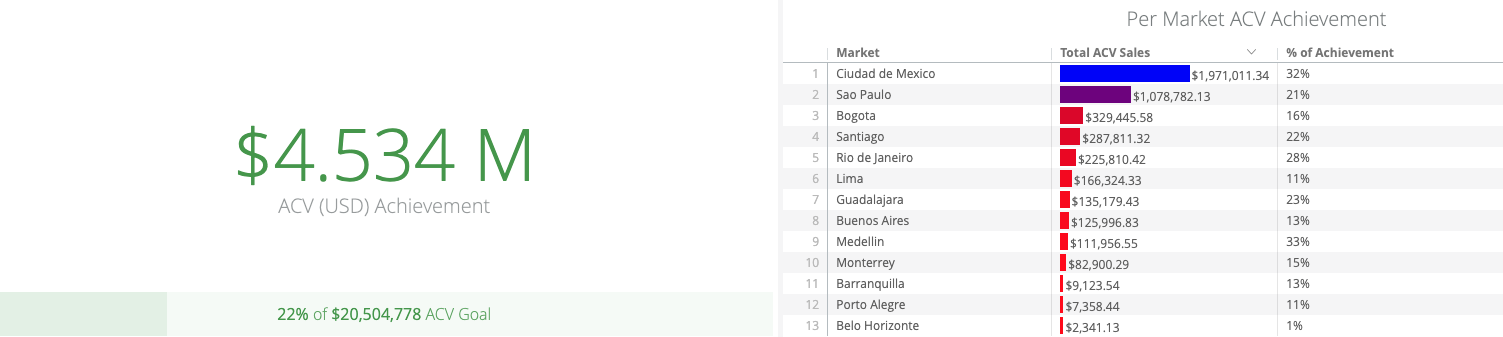 $4.534 M
ACV (USD) Achievement
22% of $20,504,778 ACV Goal
Per Market ACV Achievement
Market Total ACV Sales % of Achievement
1 Ciudad de Mexico $1,971,011.34 32%
2 Sao Paulo $1,078,782.13 21%
3 Bogota $329,445.58 16%
4 Santiago $287,811.32 22%
5 Rio de Janeiro $225,810.42 28%
6 Lima $166,324.33 11%
7 Guadalajara $135,179.43 23%
8 Buenos Aires $125,996.83 13%
9 Medellin $111,956.55 33%
10 Monterrey $82,900.29 15%
11 Barranquilla $9,123.54 13%
12 Porto Alegre $7,358.44 11%
13 Belo Horizonte $2,341.13 1%